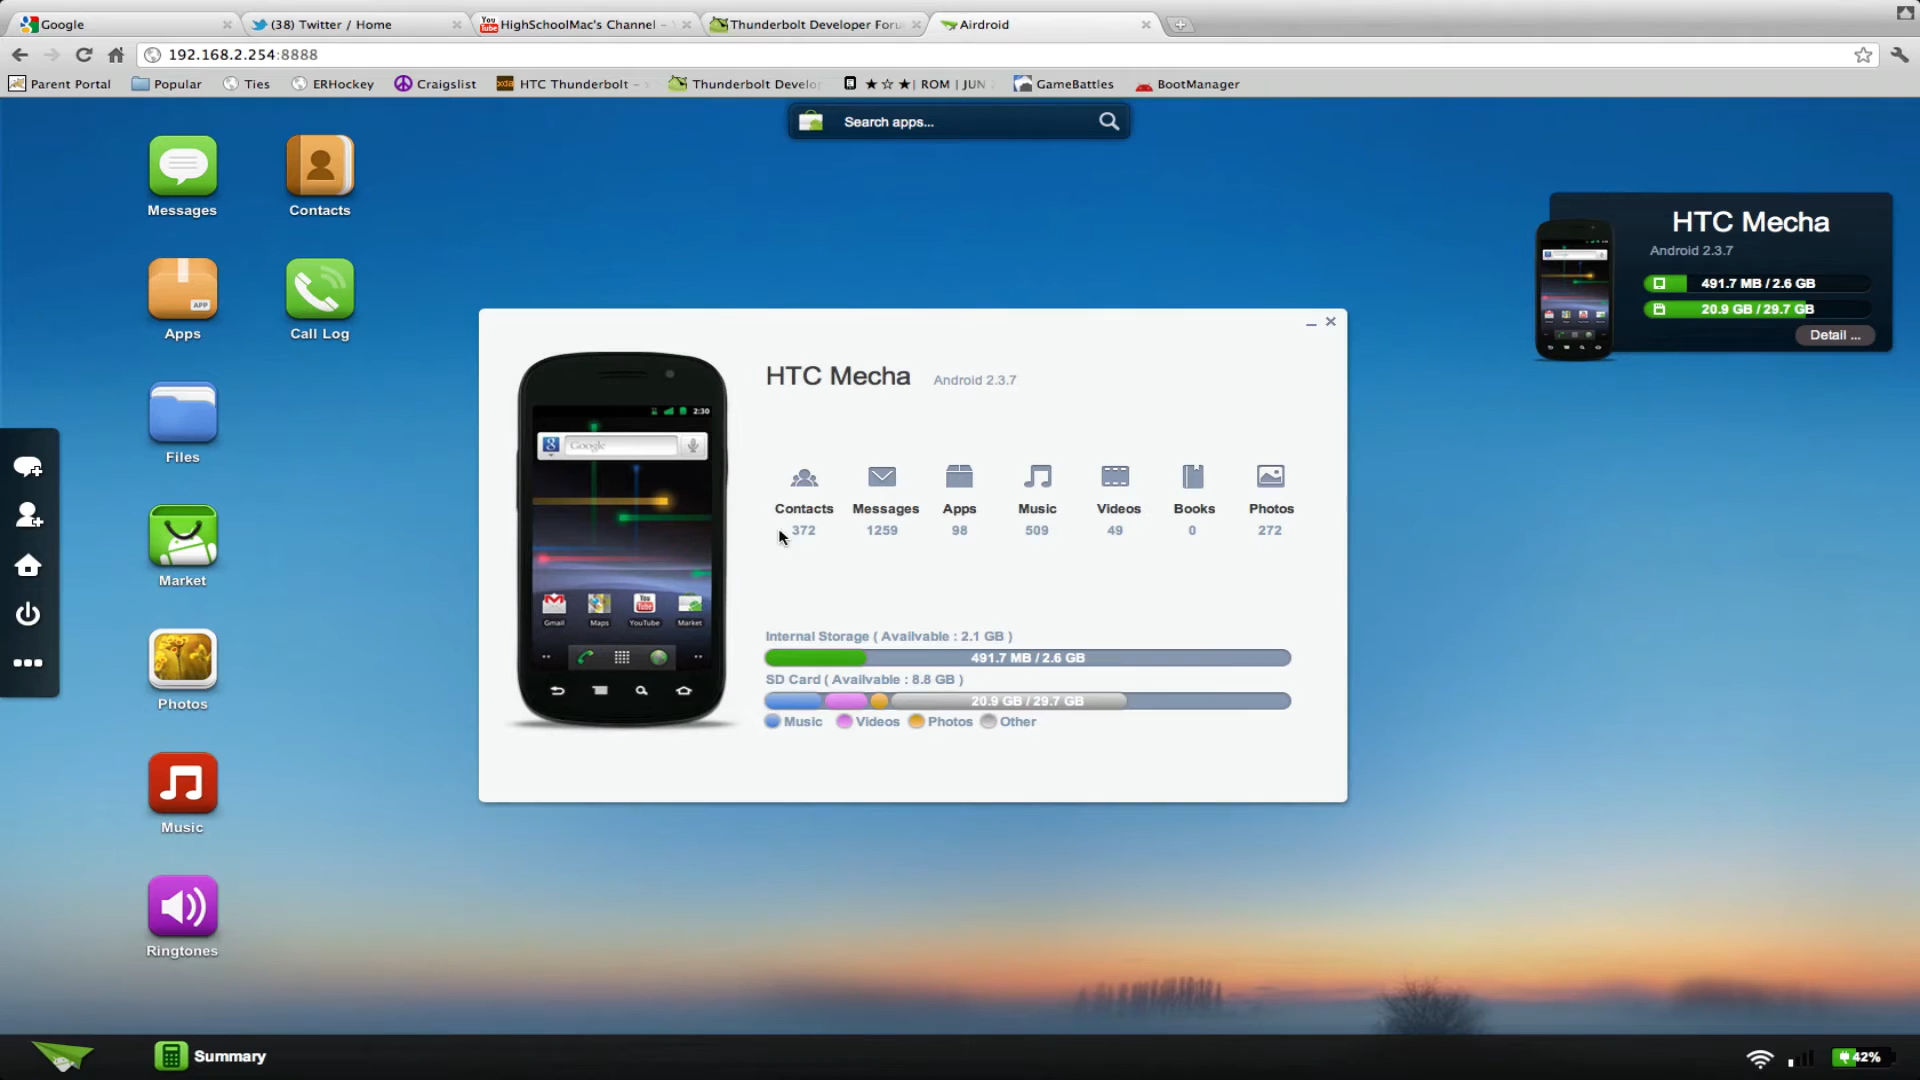 Google
(38) Twitter / Home
HighSchoolMac's Channel -
Thunderbolt Developer Foru
Airdroid
192.168.2.254:8888
Parent Portal
Popular
Ties
ERHockey
Craigslist
HTC Thunderbolt –
Thunderbolt Develo
★ ☆ ★| ROM | JUN
GameBattles
BootManager
Search apps...
Messages
Contacts
Apps
Call Log
Files
Market
Photos
Music
Ringtones
HTC Mecha
Android 2.3.7
491.7 MB / 2.6 GB
20.9 GB / 29.7 GB
Detail ...
2:30
Google
Gmail
Maps
YouTube
Market
HTC Mecha
Android 2.3.7
Contacts
Messages
Apps
Music
Videos
Books
Photos
372
1259
98
509
49
0
272
Internal Storage ( Availiable : 2.1 GB )
491.7 MB / 2.6 GB
SD Card ( Availiable : 8.8 GB )
20.9 GB / 29.7 GB
Music
Videos
Photos
Other
Summary
42%